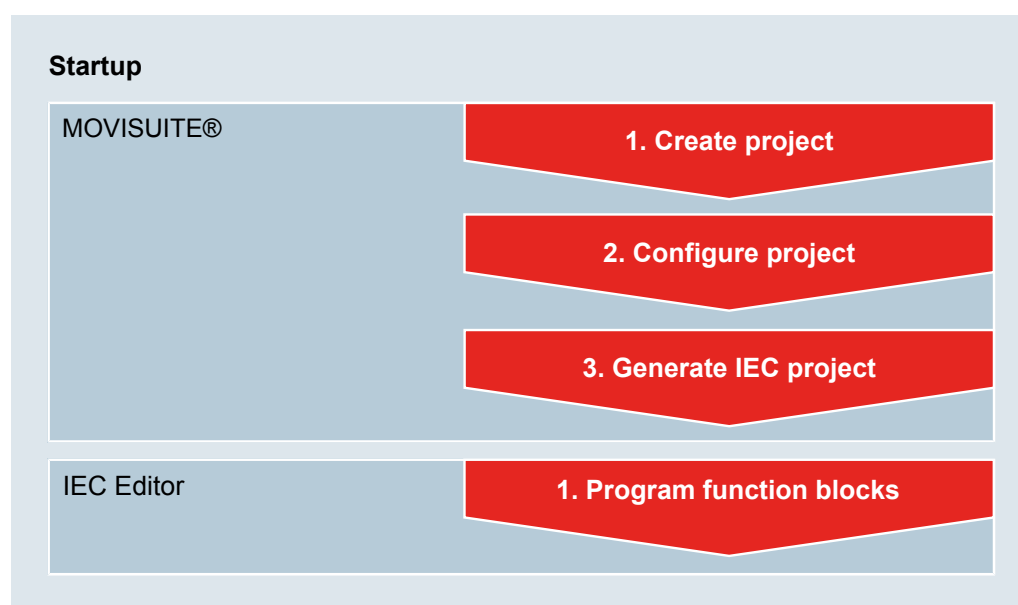 Startup
MOVISUITE®
1. Create project
2. Configure project
3. Generate IEC project
IEC Editor
1. Program function blocks